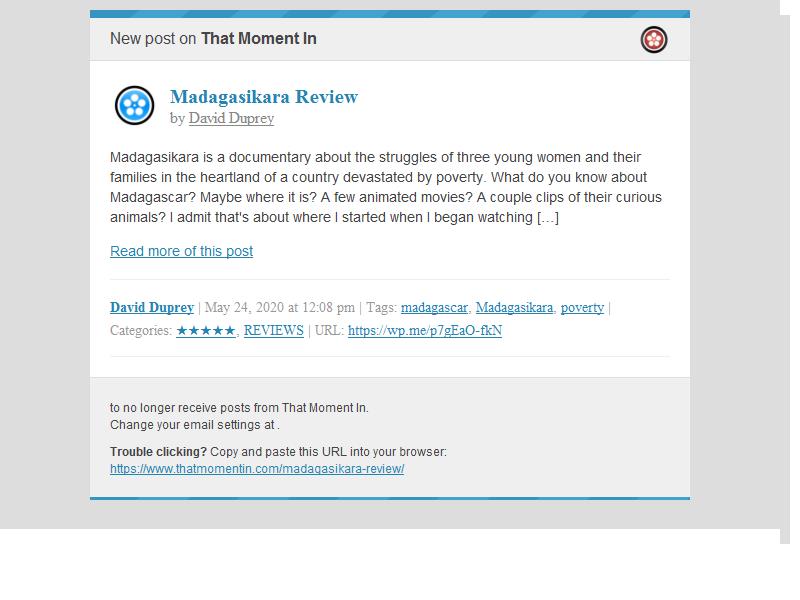 New post on That Moment In
Madagasikara Review
by David Duprey
Madagasikara is a documentary about the struggles of three young women and their
families in the heartland of a country devastated by poverty. What do you know about
Madagascar? Maybe where it is? A few animated movies? A couple clips of their curious
animals? I admit that's about where I started when I began watching […]
Read more of this post
David Duprey | May 24, 2020 at 12:08 pm | Tags: madagascar, Madagasikara, poverty |
Categories: ★★★★★, REVIEWS | URL: https://wp.me/p7gEaO-fkN
to no longer receive posts from That Moment In.
Change your email settings at .
Trouble clicking? Copy and paste this URL into your browser:
https://www.thatmomentin.com/madagasikara-review/